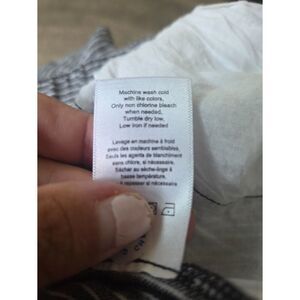 Machine wash cold
with like colors,
Only non chlorine bleach
when needed,
Tumble dry low,
Low iron if needed
Lavage en machine à froid
avec des couleurs semblables,
Seuls les agents de blanchiment
sans chlore, si nécessaire.
Sécher au sèche-linge à
basse température,
si nécessaire